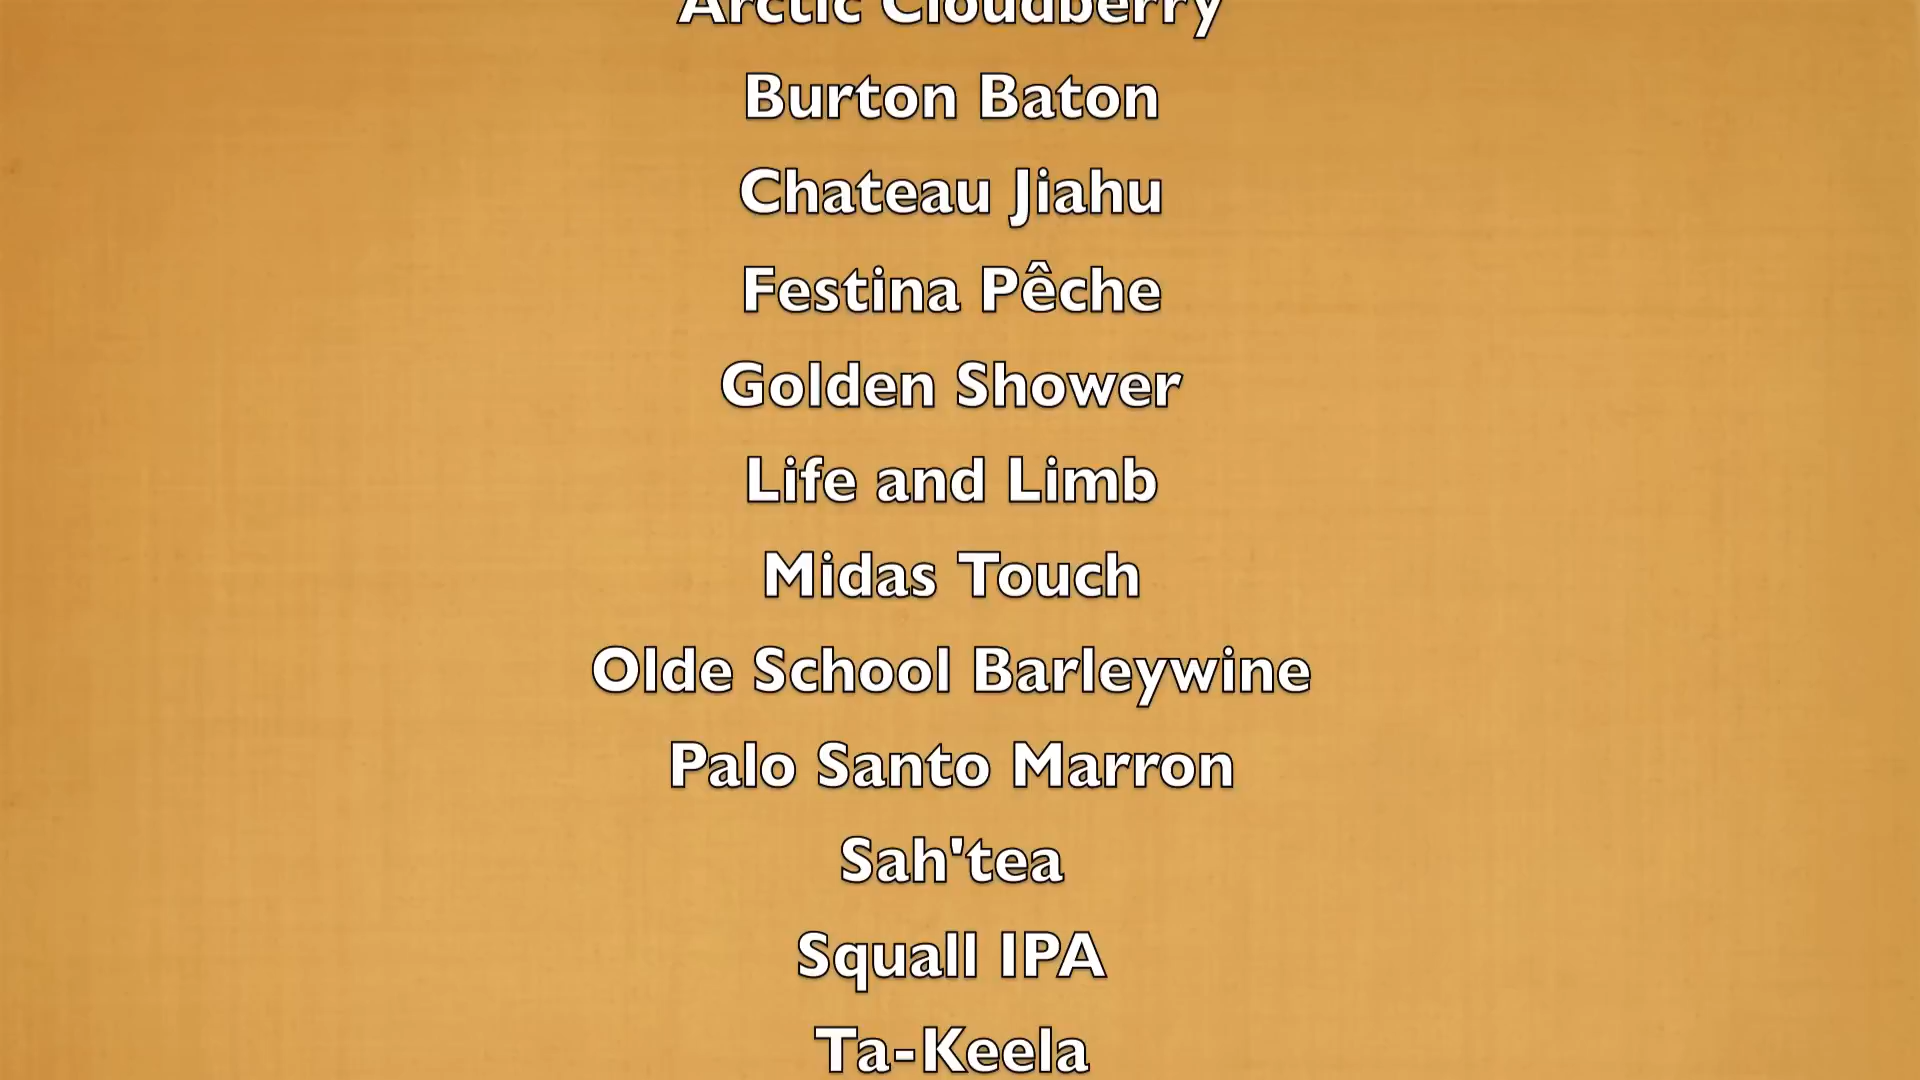 Arctic Cloudberry
Burton Baton
Chateau Jiahu
Festina Pêche
Golden Shower
Life and Limb
Midas Touch
Olde School Barleywine
Palo Santo Marron
Sah'tea
Squall IPA
Ta-Keela